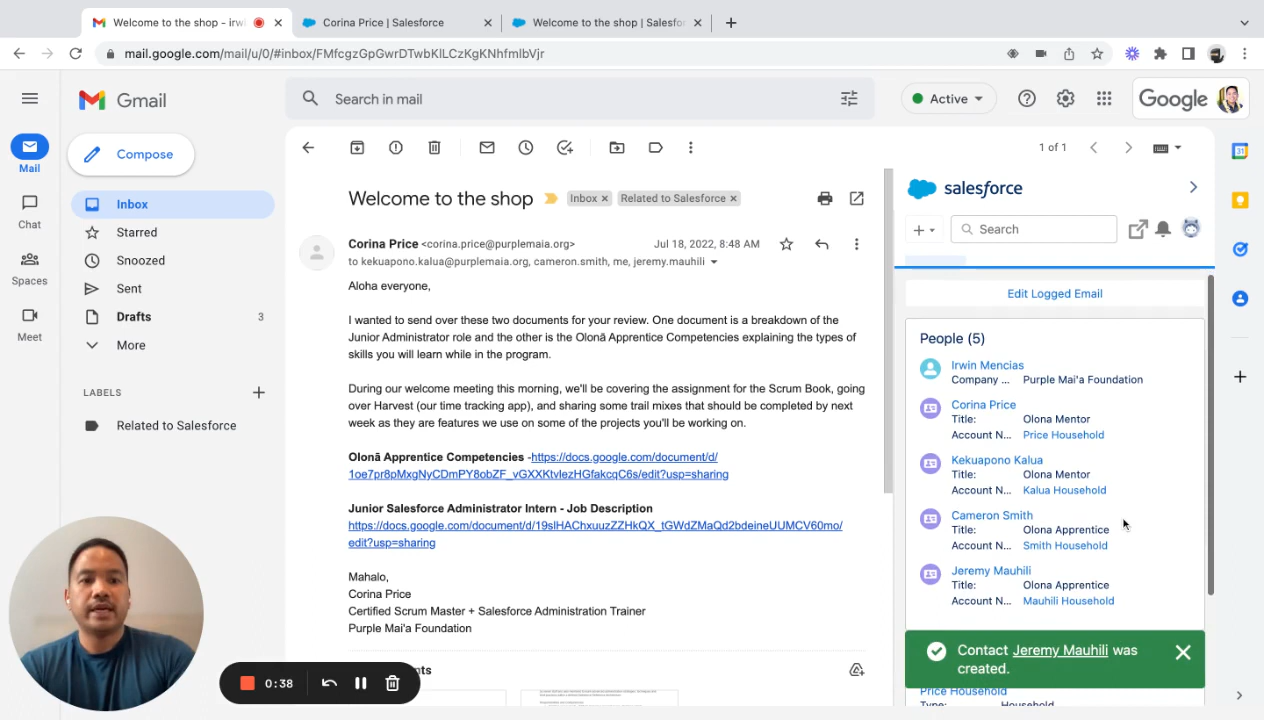 Welcome to the shop - irwi
Corina Price | Salesforce
Welcome to the shop | Salesfor
mail.google.com/mail/u/0/#inbox/FMfcgzGpGwrDTwbKlLCzKgKNhfmlbVjr
Gmail
Search in mail
Active
Google
Mail
Chat
Spaces
Meet
Compose
Inbox
Starred
Snoozed
Sent
Drafts 3
More
LABELS
Related to Salesforce
1 of 1
Welcome to the shop Inbox Related to Salesforce
Corina Price <corina.price@purplemaia.org> Jul 18, 2022, 8:48 AM
to kekuapono.kalua@purplemaia.org, cameron.smith, me, jeremy.mauhili
Aloha everyone,
I wanted to send over these two documents for your review. One document is a breakdown of the
Junior Administrator role and the other is the Olonā Apprentice Competencies explaining the types of
skills you will learn while in the program.
During our welcome meeting this morning, we'll be covering the assignment for the Scrum Book, going
over Harvest (our time tracking app), and sharing some trail mixes that should be completed by next
week as they are features we use on some of the projects you'll be working on.
Olonā Apprentice Competencies -https://docs.google.com/document/d/
1oe7pr8pMxgNyCDmPY8obZF_vGXXKtvlezHGfakcqC6s/edit?usp=sharing
Junior Salesforce Administrator Intern - Job Description
https://docs.google.com/document/d/19slHAChxuuzZZHkQX_tGWdZMaQd2bdeineUUMCV60mo/
edit?usp=sharing
Mahalo,
Corina Price
Certified Scrum Master + Salesforce Administration Trainer
Purple Mai'a Foundation
nts
0:38
salesforce
Search
Edit Logged Email
People (5)
Irwin Mencias
Company ... Purple Mai'a Foundation
Corina Price
Title: Olona Mentor
Account N... Price Household
Kekuapono Kalua
Title: Olona Mentor
Account N... Kalua Household
Cameron Smith
Title: Olona Apprentice
Account N... Smith Household
Jeremy Mauhili
Title: Olona Apprentice
Account N... Mauhili Household
Contact Jeremy Mauhili was
created.
Price Household
Type: Household
31